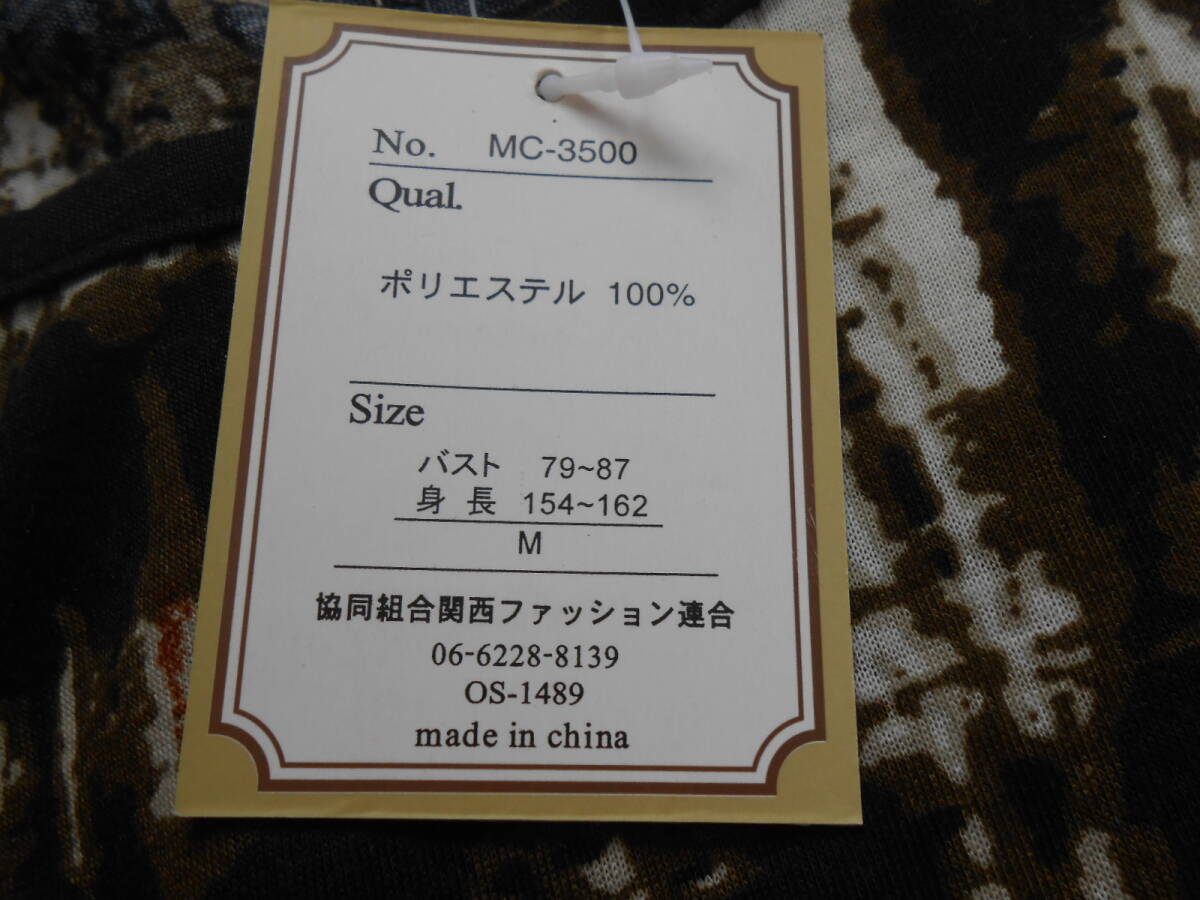 No. MC-3500
Qual.
ポリエステル 100%
Size
バスト 79~87
身長 154~162
M
協同組合関西ファッション連合
06-6228-8139
OS-1489
made in china